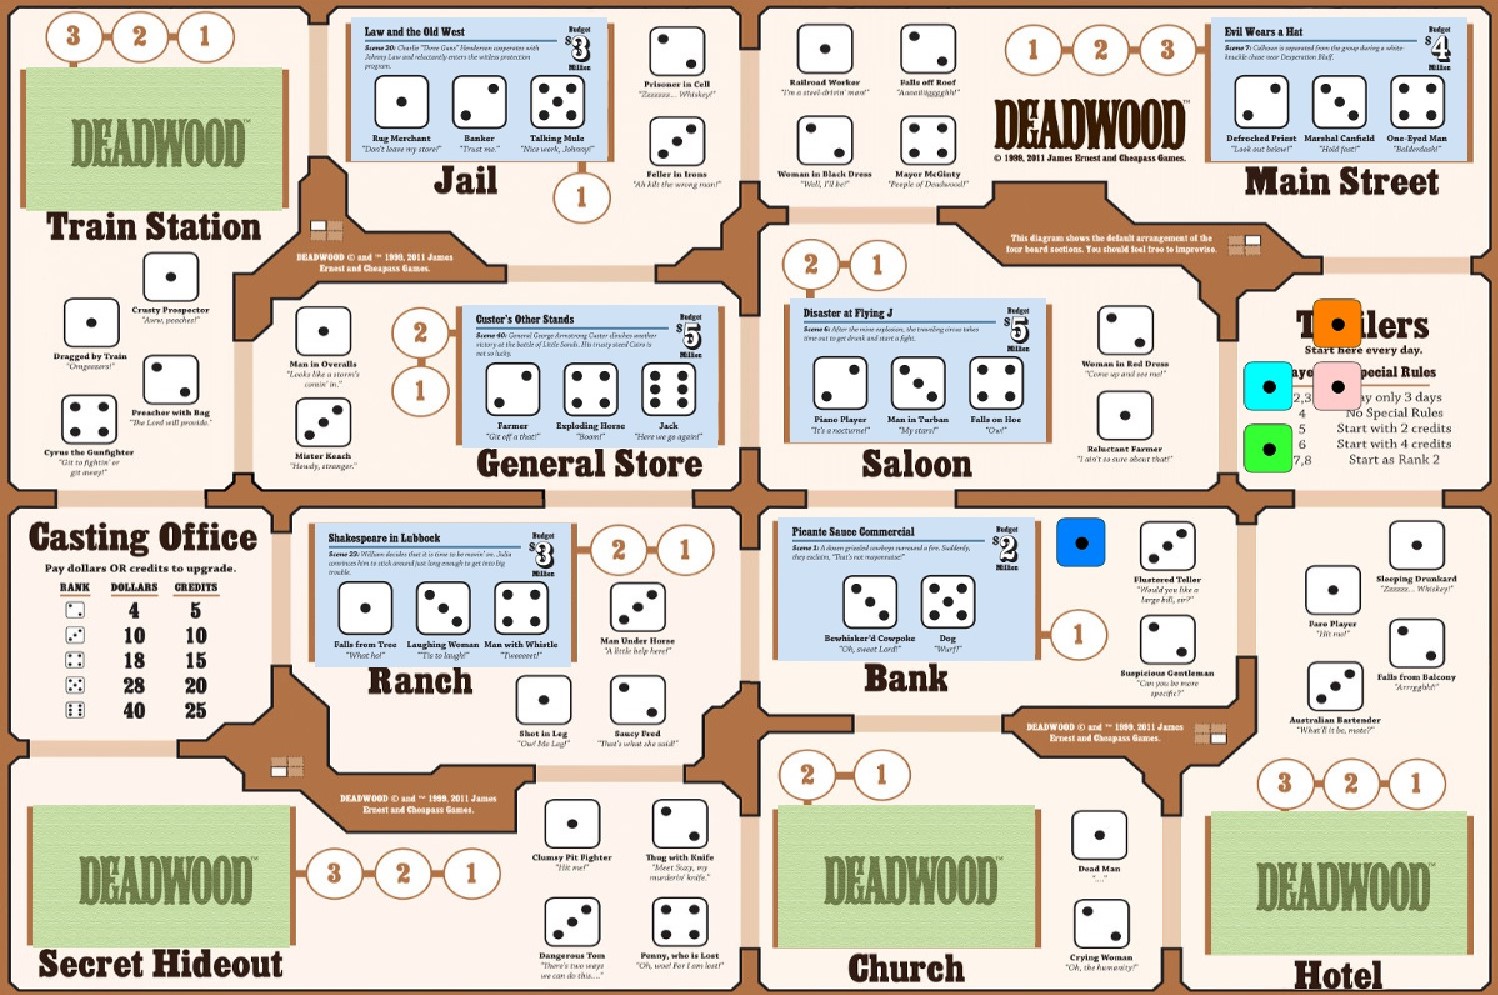 3 2 1
DEADWOOD™
Train Station
Crusty Prospector
"Aww, peaches!"
Dragged by Train
"Omgeezers!"
Preacher with Bag
"The Lord will provide."
Cyrus the Gunfighter
"Git to fightin' or
git away!"
Law and the Old West
Budget
$3
Million
Scene 20: Charlie "Three Guns" Henderson cooperates with
Johnny Law and reluctantly enters the witless protection
program.
Rug Merchant
"Don't leave my store!"
Banker
"Trust me."
Talking Mule
"Nice work, Johnny!"
Jail
1
Prisoner in Cell
"Zzzzzzz... Whiskey!"
Feller in Irons
"Ah kilt the wrong man!"
DEADWOOD © and ™ 1999, 2011 James
Ernest and Cheapass Games.
Man in Overalls
"Looks like a storm's
comin' in."
Mister Keach
"Howdy, stranger."
2
1
Custer's Other Stands
Budget
$5
Million
Scene 40: General George Armstrong Custer clinches another
victory at the battle of Little Sands. His trusty steed Cairo is
not so lucky.
Farmer
"Git off a that!"
Exploding Horse
"Boom!"
Jack
"Here we go again!"
General Store
Railroad Worker
"I'm a steel-drivin' man!"
Falls off Roof
Woman in Black Dress
"Well, I'll be!"
Mayor McGinty
"People of Deadwood!"
1 2 3
DEADWOOD™
© 1999, 2011 James Ernest and Cheapass Games.
Evil Wears a Hat
Budget
$4
Million
Scene 7: Calhoun is separated from the group during a white-
knuckle chase near Desperation Bluff.
Defrocked Priest
"Look out below!"
Marshal Canfield
"Hold fast!"
One-Eyed Man
"Balderdash!"
Main Street
This diagram shows the default arrangement of the
four board sections. You should feel free to improvise.
2 1
Disaster at Flying J
Budget
$5
Million
Scene 6: After the mine explosion, the traveling circus takes
time out to get drunk and start a fight.
Piano Player
"It's a nocturne!"
Man in Turban
"My stars!"
Falls on Hoe
"Ow!"
Saloon
Woman in Red Dress
"Come up and see me!"
Reluctant Farmer
"I ain't so sure about that!"
Start here every day.
Special Rules
2,3 play only 3 days
4 No Special Rules
5 Start with 2 credits
6 Start with 4 credits
7,8 Start as Rank 2
Casting Office
Pay dollars OR credits to upgrade.
RANK DOLLARS CREDITS
4 5
10 10
18 15
28 20
40 25
Shakespeare in Lubbock
Budget
$3
Million
Scene 23: William decides that it is time to be movin' on. Julia
convinces him to stick around just long enough to get into big
trouble.
Falls from Tree
"What ho!"
Laughing Woman
"'Tis to laugh!"
Man with Whistle
"Tweeeeet!"
Ranch
2 1
Man Under Horse
"A little help here!"
Shot in Leg
"Ow! Me Leg!"
Saucy Fred
"That's what she said!"
DEADWOOD © and ™ 1999, 2011 James
Ernest and Cheapass Games.
DEADWOOD™
3 2 1
Secret Hideout
Clumsy Pit Fighter
"Hit me!"
Thug with Knife
"Meet Suzy, my
murderin' knife."
Dangerous Tom
"There's two ways
we can do this...."
Penny, who is Lost
"Oh, woe! For I am lost!"
Picante Sauce Commercial
Budget
$2
Million
Scene 1: A dozen grizzled cowboys surround a fire. Suddenly,
they exclaim, "That's not mayonnaise!"
Bewhisker'd Cowpoke
"Oh, sweet Lord!"
Dog
"Wurf!"
Bank
1
Flustered Teller
"Would you like a
large bill, sir?"
Suspicious Gentleman
"Can you be more
specific?"
DEADWOOD © and ™ 1999, 2011 James
Ernest and Cheapass Games.
2 1
DEADWOOD™
Church
Dead Man
"...."
Crying Woman
"Oh, the humanity!"
Sleeping Drunkard
"Zzzzzzz... Whiskey!"
Faro Player
"Hit me!"
Falls from Balcony
"Arrrgghh!!"
Australian Bartender
"What'll it be, mate?"
3 2 1
DEADWOOD™
Hotel